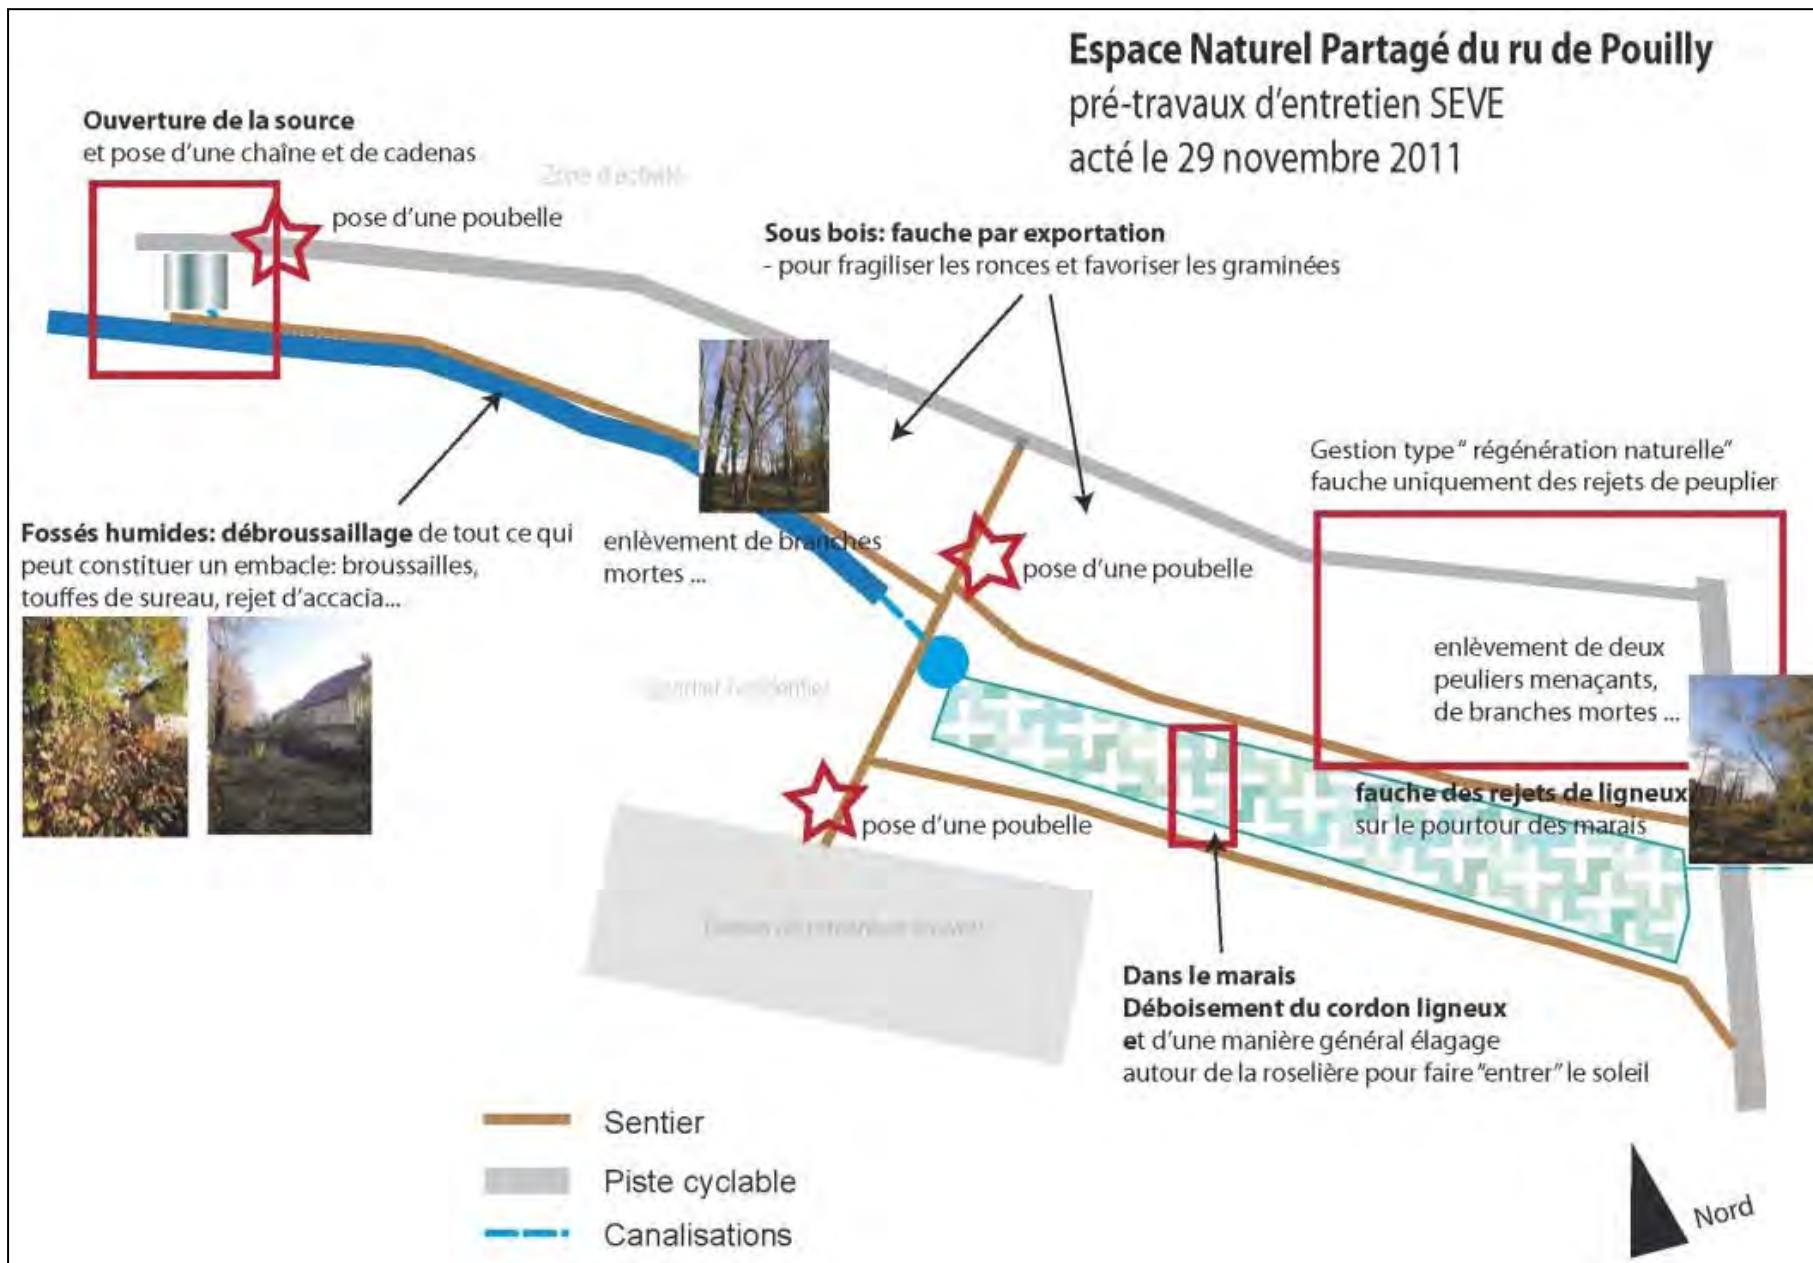 Espace Naturel Partagé du ru de Pouilly
pré-travaux d'entretien SEVE
acté le 29 novembre 2011
Ouverture de la source
et pose d'une chaîne et de cadenas
pose d'une poubelle
Sous bois: fauche par exportation
- pour fragiliser les ronces et favoriser les graminées
Gestion type " régénération naturelle"
fauche uniquement des rejets de peuplier
Fossés humides: débroussaillage de tout ce qui
peut constituer un embacle: broussailles,
touffes de sureau, rejet d'accacia...
enlèvement de branches
mortes ...
pose d'une poubelle
enlèvement de deux
peuliers menaçants,
de branches mortes ...
fauche des rejets de ligneux
sur le pourtour des marais
pose d'une poubelle
Dans le marais
Déboisement du cordon ligneux
et d'une manière général élagage
autour de la roselière pour faire "entrer" le soleil
Sentier
Piste cyclable
Canalisations
Nord